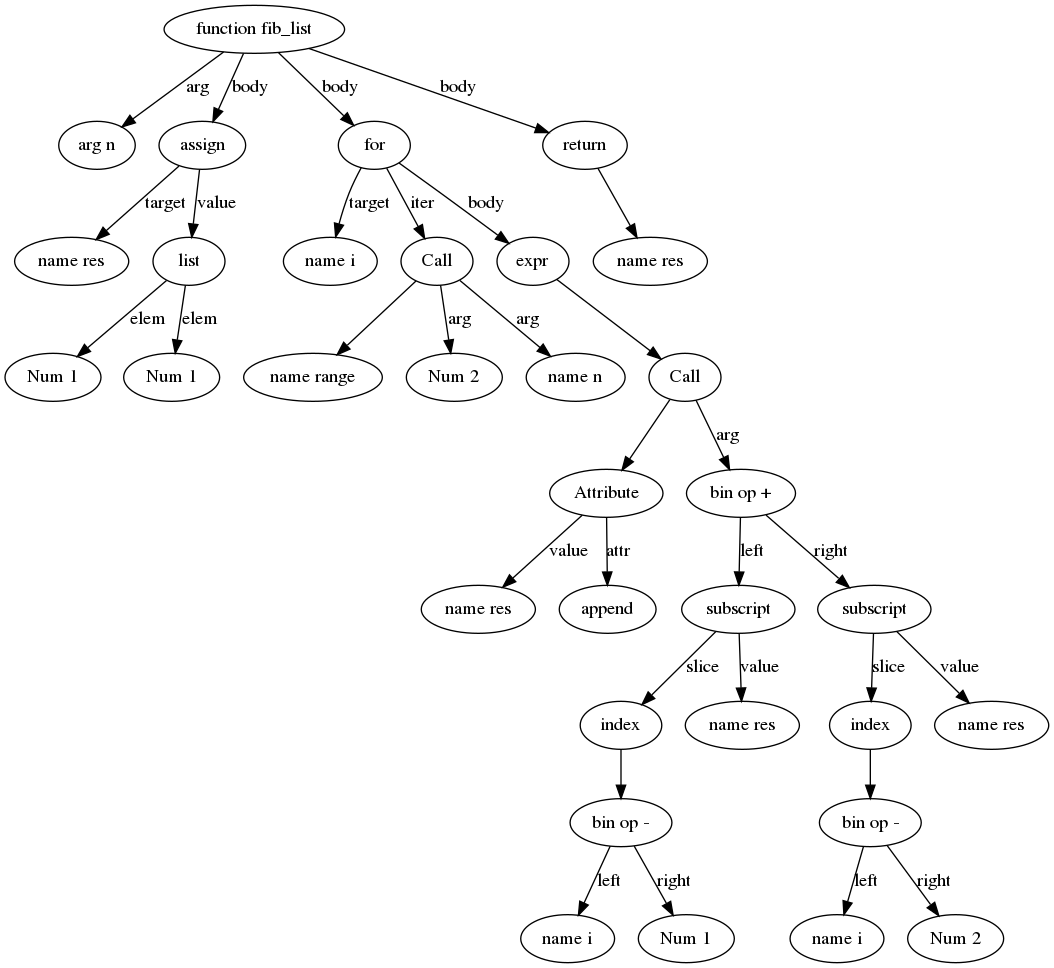 function fib_list
arg body body body
arg n assign for return
target value target iter body
name res list name i Call expr name res
elem elem arg arg
Num 1 Num 1 name range Num 2 name n Call
arg
Attribute bin op +
value attr left right
name res append subscript subscript
slice value slice value
index name res index name res
bin op - bin op -
left right left right
name i Num 1 name i Num 2